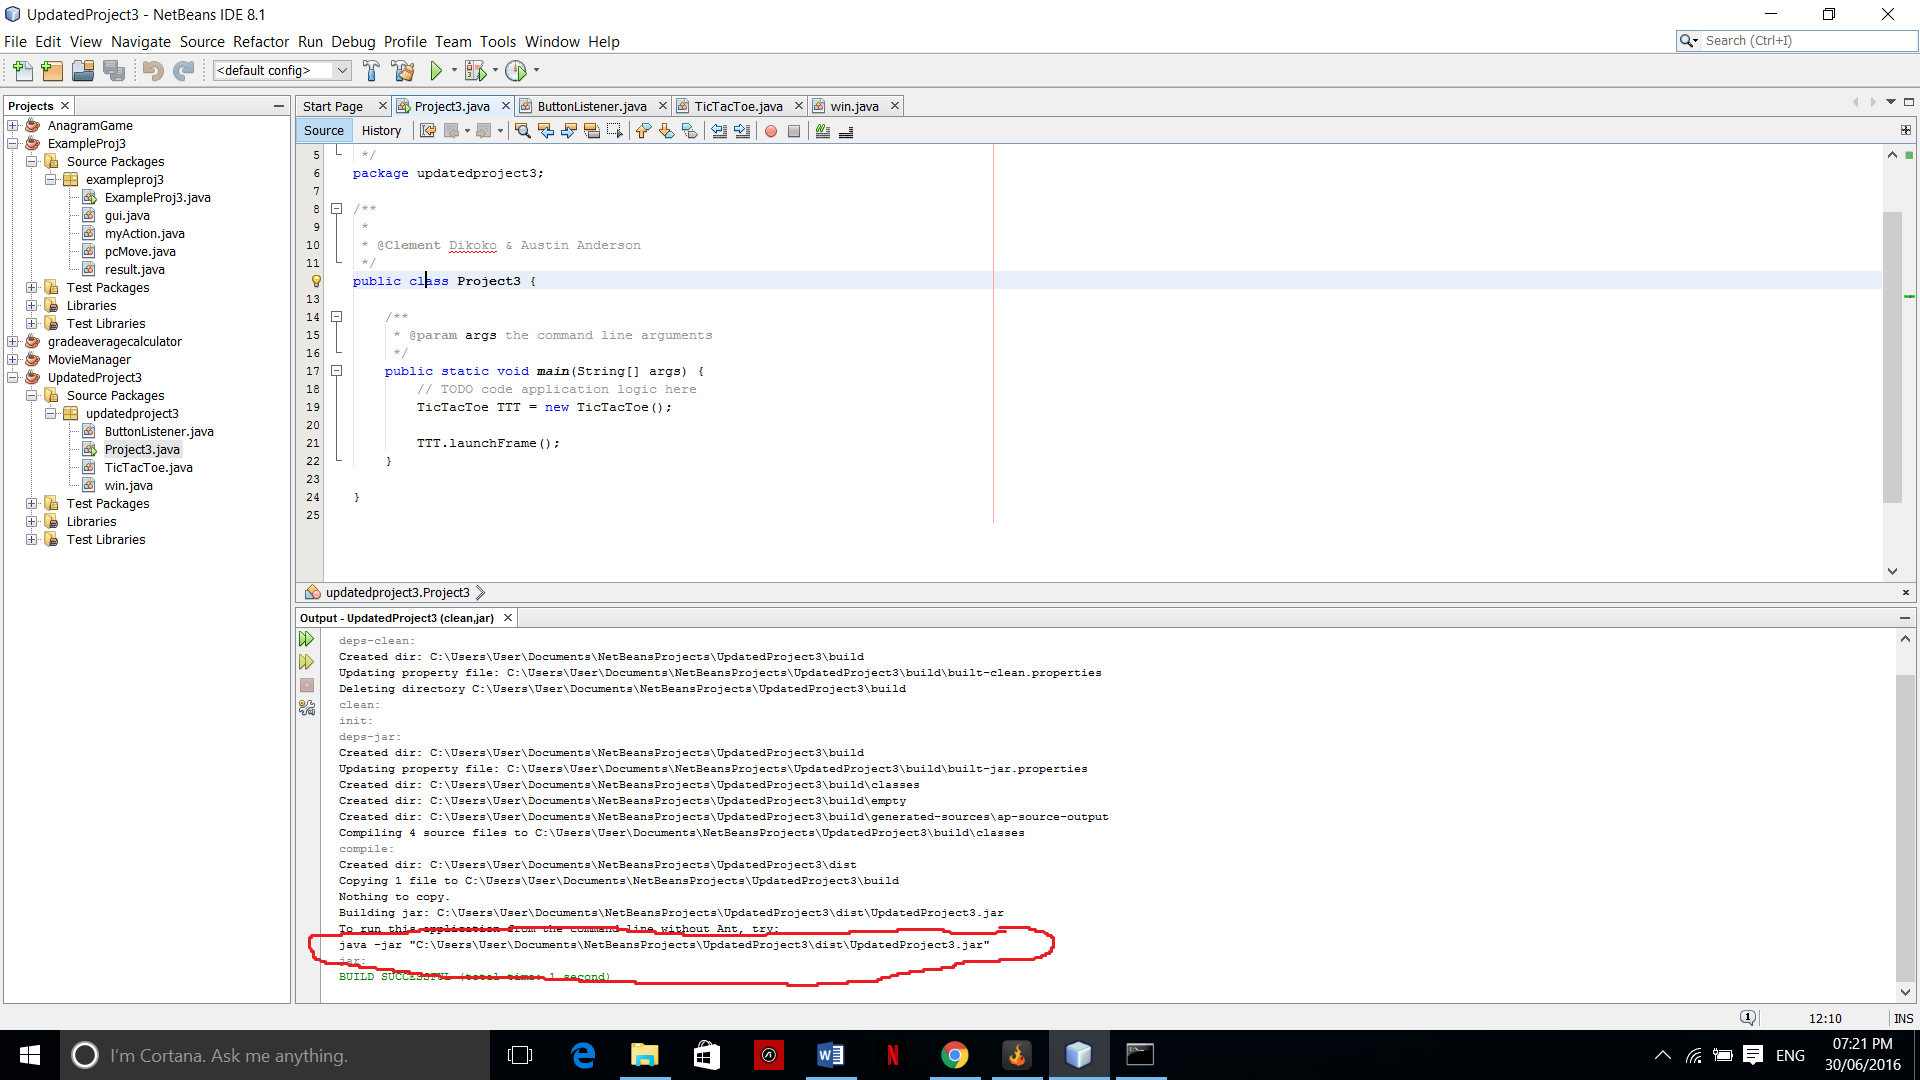 UpdatedProject3 - NetBeans IDE 8.1
File Edit View Navigate Source Refactor Run Debug Profile Team Tools Window Help
Search (Ctrl+I)
<default config>
Projects
AnagramGame
ExampleProj3
Source Packages
exampleproj3
ExampleProj3.java
gui.java
myAction.java
pcMove.java
result.java
Test Packages
Libraries
Test Libraries
gradeaveragecalculator
MovieManager
UpdatedProject3
Source Packages
updatedproject3
ButtonListener.java
Project3.java
TicTacToe.java
win.java
Test Packages
Libraries
Test Libraries
Start Page Project3.java ButtonListener.java TicTacToe.java win.java
Source History
5 */
6 package updatedproject3;
7
8 /**
9 *
10 * @Clement Dikoko & Austin Anderson
11 */
public class Project3 {
13
14 /**
15 * @param args the command line arguments
16 */
17 public static void main(String[] args) {
18 // TODO code application logic here
19 TicTacToe TTT = new TicTacToe();
20
21 TTT.launchFrame();
22 }
23
24 }
25
updatedproject3.Project3
Output - UpdatedProject3 (clean,jar)
deps-clean:
Created dir: C:\Users\User\Documents\NetBeansProjects\UpdatedProject3\build
Updating property file: C:\Users\User\Documents\NetBeansProjects\UpdatedProject3\build\built-clean.properties
Deleting directory C:\Users\User\Documents\NetBeansProjects\UpdatedProject3\build
clean:
init:
deps-jar:
Created dir: C:\Users\User\Documents\NetBeansProjects\UpdatedProject3\build
Updating property file: C:\Users\User\Documents\NetBeansProjects\UpdatedProject3\build\built-jar.properties
Created dir: C:\Users\User\Documents\NetBeansProjects\UpdatedProject3\build\classes
Created dir: C:\Users\User\Documents\NetBeansProjects\UpdatedProject3\build\empty
Created dir: C:\Users\User\Documents\NetBeansProjects\UpdatedProject3\build\generated-sources\ap-source-output
Compiling 4 source files to C:\Users\User\Documents\NetBeansProjects\UpdatedProject3\build\classes
compile:
Created dir: C:\Users\User\Documents\NetBeansProjects\UpdatedProject3\dist
Copying 1 file to C:\Users\User\Documents\NetBeansProjects\UpdatedProject3\build
Nothing to copy.
Building jar: C:\Users\User\Documents\NetBeansProjects\UpdatedProject3\dist\UpdatedProject3.jar
To run this application from the command line without Ant, try:
java -jar "C:\Users\User\Documents\NetBeansProjects\UpdatedProject3\dist\UpdatedProject3.jar"
jar:
BUILD SUCCESSFUL (total time: 1 second)
1
12:10 INS
I'm Cortana. Ask me anything.
ENG
07:21 PM
30/06/2016